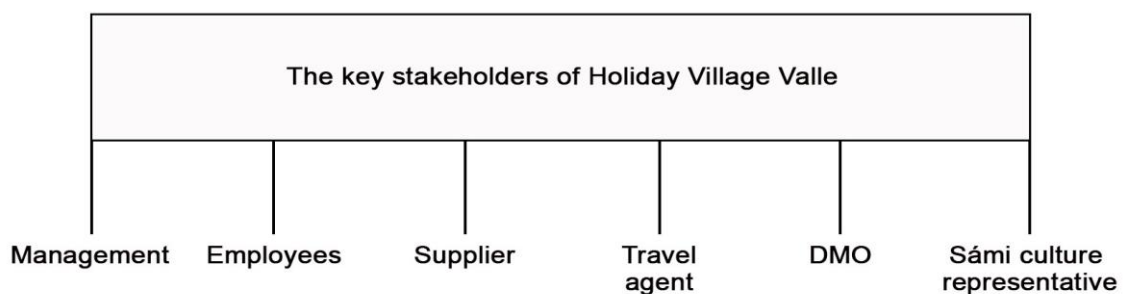 The key stakeholders of Holiday Village Valle
Management
Employees
Supplier
Travel
agent
DMO
Sámi culture
representative